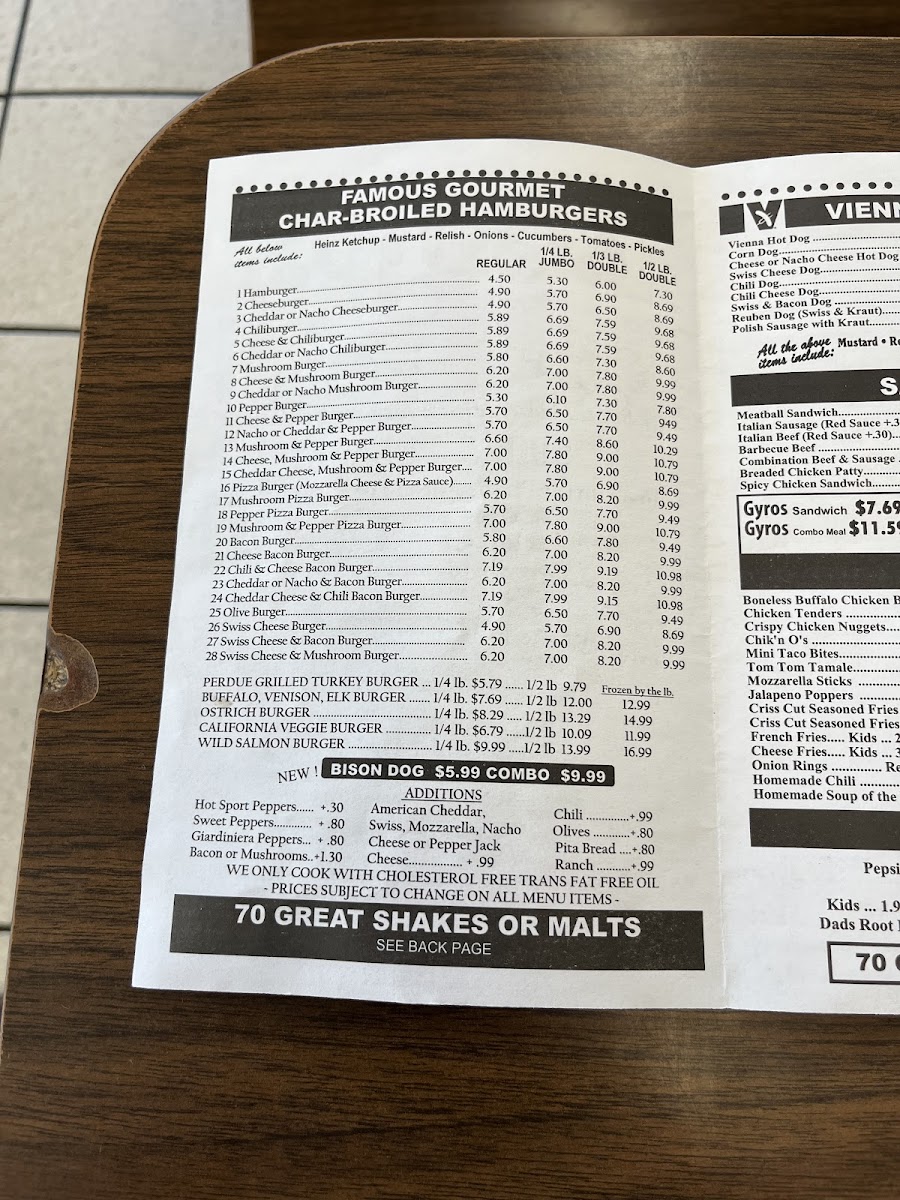 FAMOUS GOURMET
CHAR-BROILED HAMBURGERS
All below
items include:
Heinz Ketchup - Mustard - Relish - Onions - Cucumbers - Tomatoes - Pickles
REGULAR 1/4 LB. JUMBO 1/3 LB. DOUBLE 1/2 LB. DOUBLE
1 Hamburger 4.50 5.30 6.00 7.30
2 Cheeseburger 4.90 5.70 6.90 8.69
3 Cheddar or Nacho Cheeseburger 4.90 5.70 6.50 8.69
4 Chiliburger 5.89 6.69 7.59 9.68
5 Cheese & Chiliburger 5.89 6.69 7.59 9.68
6 Cheddar or Nacho Chiliburger 5.89 6.69 7.59 9.68
7 Mushroom Burger 5.80 6.60 7.30 8.60
8 Cheese & Mushroom Burger 6.20 7.00 7.80 9.99
9 Cheddar or Nacho Mushroom Burger 6.20 7.00 7.80 9.99
10 Pepper Burger 5.30 6.10 7.30 7.80
11 Cheese & Pepper Burger 5.70 6.50 7.70 949
12 Nacho or Cheddar & Pepper Burger 5.70 6.50 7.70 9.49
13 Mushroom & Pepper Burger 6.60 7.40 8.60 10.29
14 Cheese, Mushroom & Pepper Burger 7.00 7.80 9.00 10.79
15 Cheddar Cheese, Mushroom & Pepper Burger 7.00 7.80 9.00 10.79
16 Pizza Burger (Mozzarella Cheese & Pizza Sauce) 4.90 5.70 6.90 8.69
17 Mushroom Pizza Burger 6.20 7.00 8.20 9.99
18 Pepper Pizza Burger 5.70 6.50 7.70 9.49
19 Mushroom & Pepper Pizza Burger 7.00 7.80 9.00 10.79
20 Bacon Burger 5.80 6.60 7.80 9.49
21 Cheese Bacon Burger 6.20 7.00 8.20 9.99
22 Chili & Cheese Bacon Burger 7.19 7.99 9.19 10.98
23 Cheddar or Nacho & Bacon Burger 6.20 7.00 8.20 9.99
24 Cheddar Cheese & Chili Bacon Burger 7.19 7.99 9.15 10.98
25 Olive Burger 5.70 6.50 7.70 9.49
26 Swiss Cheese Burger 4.90 5.70 6.90 8.69
27 Swiss Cheese & Bacon Burger 6.20 7.00 8.20 9.99
28 Swiss Cheese & Mushroom Burger 6.20 7.00 8.20 9.99
Frozen by the lb.
PERDUE GRILLED TURKEY BURGER ... 1/4 lb. $5.79 ...... 1/2 lb 9.79 12.99
BUFFALO, VENISON, ELK BURGER ...... 1/4 lb. $7.69 ...... 1/2 lb 12.00 14.99
OSTRICH BURGER ...... 1/4 lb. $8.29 ..... 1/2 lb 13.29 11.99
CALIFORNIA VEGGIE BURGER ...... 1/4 lb. $6.79 .....1/2 lb 10.09 16.99
WILD SALMON BURGER ...... 1/4 lb. $9.99 .....1/2 lb 13.99
NEW ! BISON DOG $5.99 COMBO $9.99
ADDITIONS
Hot Sport Peppers...... +.30
Sweet Peppers............. + .80
Giardiniera Peppers... + .80
Bacon or Mushrooms..+1.30
American Cheddar,
Swiss, Mozzarella, Nacho
Cheese or Pepper Jack
Cheese................ + .99
Chili .............+.99
Olives ...........+.80
Pita Bread ....+.80
Ranch ...........+.99
WE ONLY COOK WITH CHOLESTEROL FREE TRANS FAT FREE OIL
- PRICES SUBJECT TO CHANGE ON ALL MENU ITEMS -
70 GREAT SHAKES OR MALTS
SEE BACK PAGE
VIENN
Vienna Hot Dog
Corn Dog
Cheese or Nacho Cheese Hot Dog
Swiss Cheese Dog
Chili Dog
Chili Cheese Dog
Swiss & Bacon Dog
Reuben Dog (Swiss & Kraut)
Polish Sausage with Kraut
All the above
items include:
Mustard • Re
S
Meatball Sandwich
Italian Sausage (Red Sauce +.3
Italian Beef (Red Sauce +.30)
Barbecue Beef
Combination Beef & Sausage
Breaded Chicken Patty
Spicy Chicken Sandwich
Gyros Sandwich $7.69
Gyros Combo Meal $11.59
Boneless Buffalo Chicken B
Chicken Tenders
Crispy Chicken Nuggets
Chik'n O's
Mini Taco Bites
Tom Tom Tamale
Mozzarella Sticks
Jalapeno Poppers
Criss Cut Seasoned Fries
Criss Cut Seasoned Fries
French Fries..... Kids ... 2
Cheese Fries..... Kids ... 3
Onion Rings ............. Re
Homemade Chili
Homemade Soup of the
Pepsi
Kids ... 1.9
Dads Root
70 G